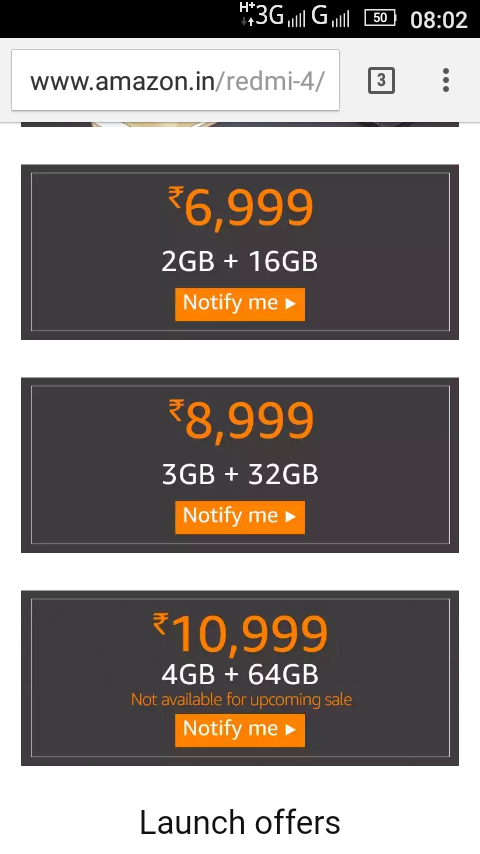 H+ 3G G 50 08:02
www.amazon.in/redmi-4/ 3
₹6,999
2GB + 16GB
Notify me ▸
₹8,999
3GB + 32GB
Notify me ▸
₹10,999
4GB + 64GB
Not available for upcoming sale
Notify me ▸
Launch offers